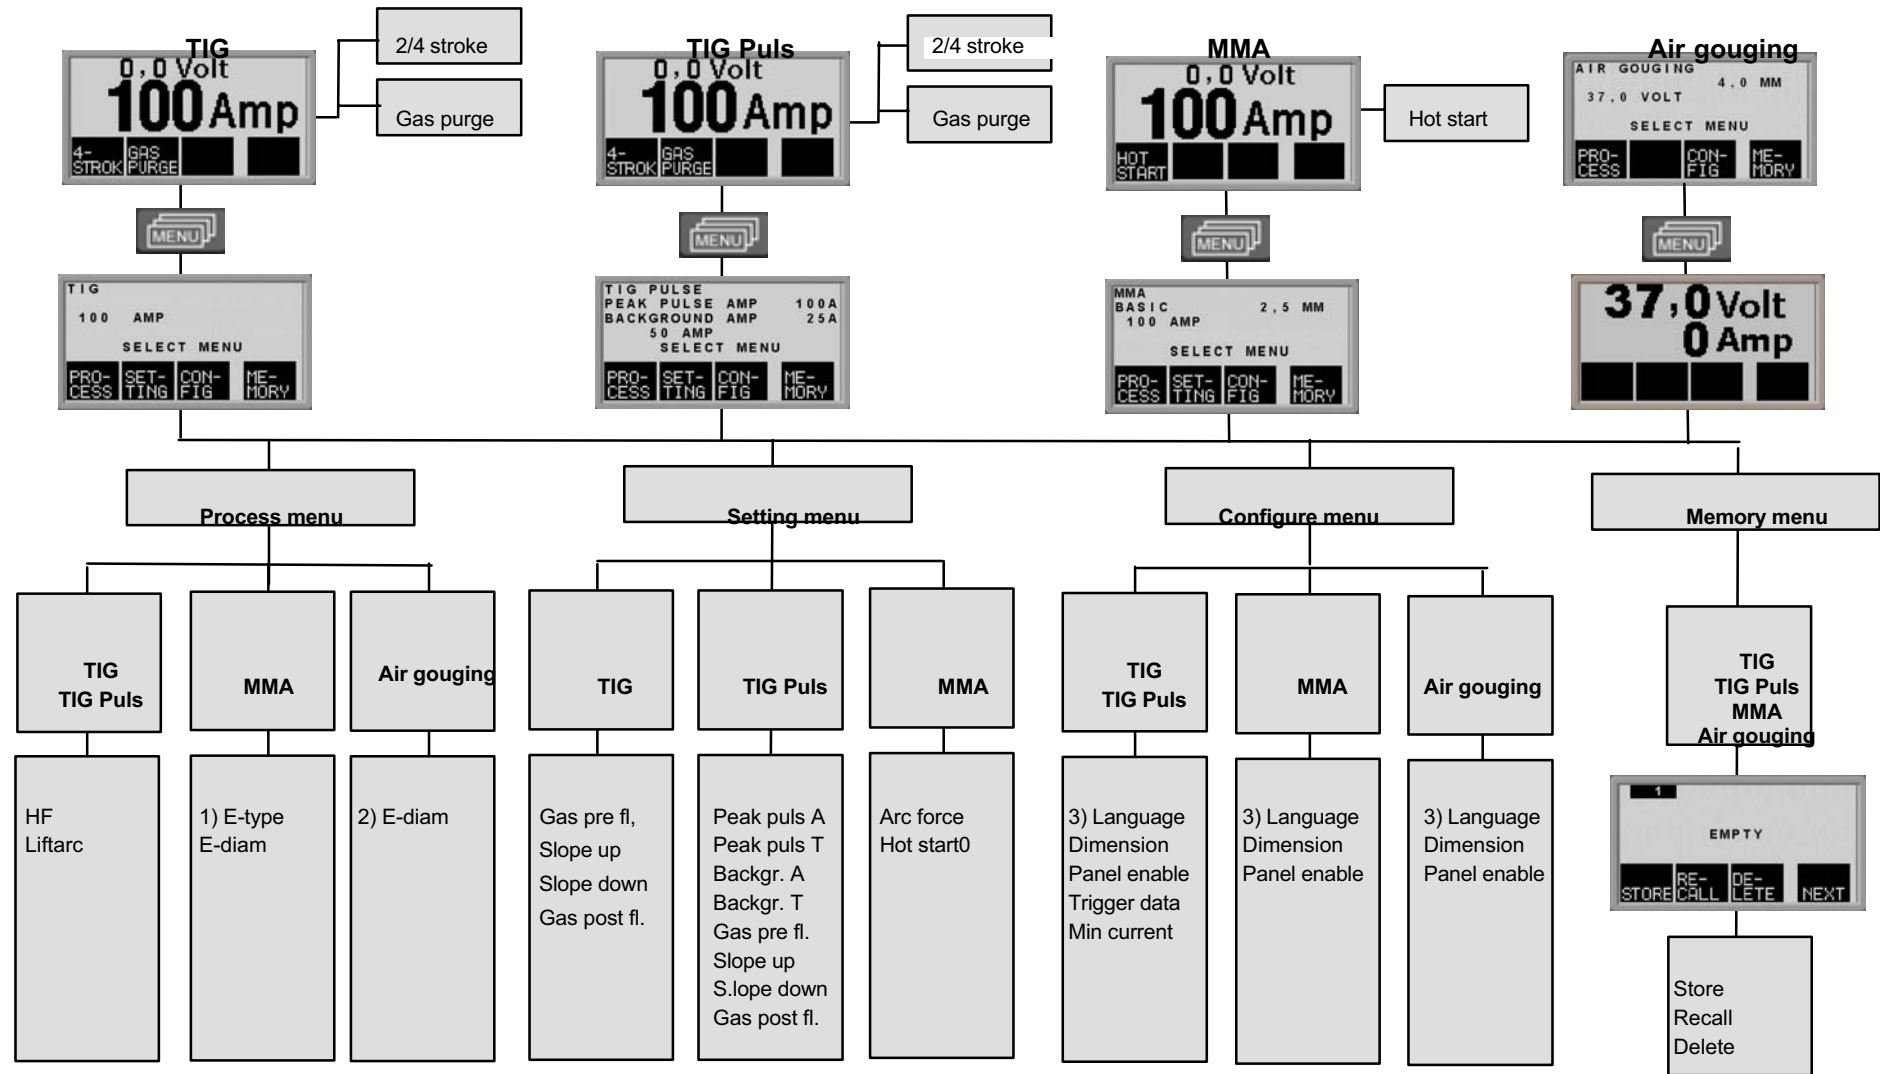 TIG
0,0 Volt
100 Amp
4-
STROK
GAS
PURGE
2/4 stroke
Gas purge
MENU
TIG
100 AMP
SELECT MENU
PRO-
CESS
SET-
TING
CON-
FIG
ME-
MORY
TIG Puls
0,0 Volt
100 Amp
4-
STROK
GAS
PURGE
2/4 stroke
Gas purge
MENU
TIG PULSE
PEAK PULSE AMP 100A
BACKGROUND AMP 25A
50 AMP
SELECT MENU
PRO-
CESS
SET-
TING
CON-
FIG
ME-
MORY
MMA
0,0 Volt
100 Amp
HOT
START
Hot start
MENU
MMA
BASIC 2,5 MM
100 AMP
SELECT MENU
PRO-
CESS
SET-
TING
CON-
FIG
ME-
MORY
Air gouging
AIR GOUGING
4,0 MM
37,0 VOLT
SELECT MENU
PRO-
CESS
CON-
FIG
ME-
MORY
MENU
37,0 Volt
0 Amp
Process menu
TIG
TIG Puls
HF
Liftarc
MMA
1) E-type
E-diam
Air gouging
2) E-diam
Setting menu
TIG
Gas pre fl,
Slope up
Slope down
Gas post fl.
TIG Puls
Peak puls A
Peak puls T
Backgr. A
Backgr. T
Gas pre fl.
Slope up
S.lope down
Gas post fl.
MMA
Arc force
Hot start0
Configure menu
TIG
TIG Puls
3) Language
Dimension
Panel enable
Trigger data
Min current
MMA
3) Language
Dimension
Panel enable
Air gouging
3) Language
Dimension
Panel enable
Memory menu
TIG
TIG Puls
MMA
Air gouging
1
EMPTY
STORE
RE-
CALL
DE-
LETE
NEXT
Store
Recall
Delete